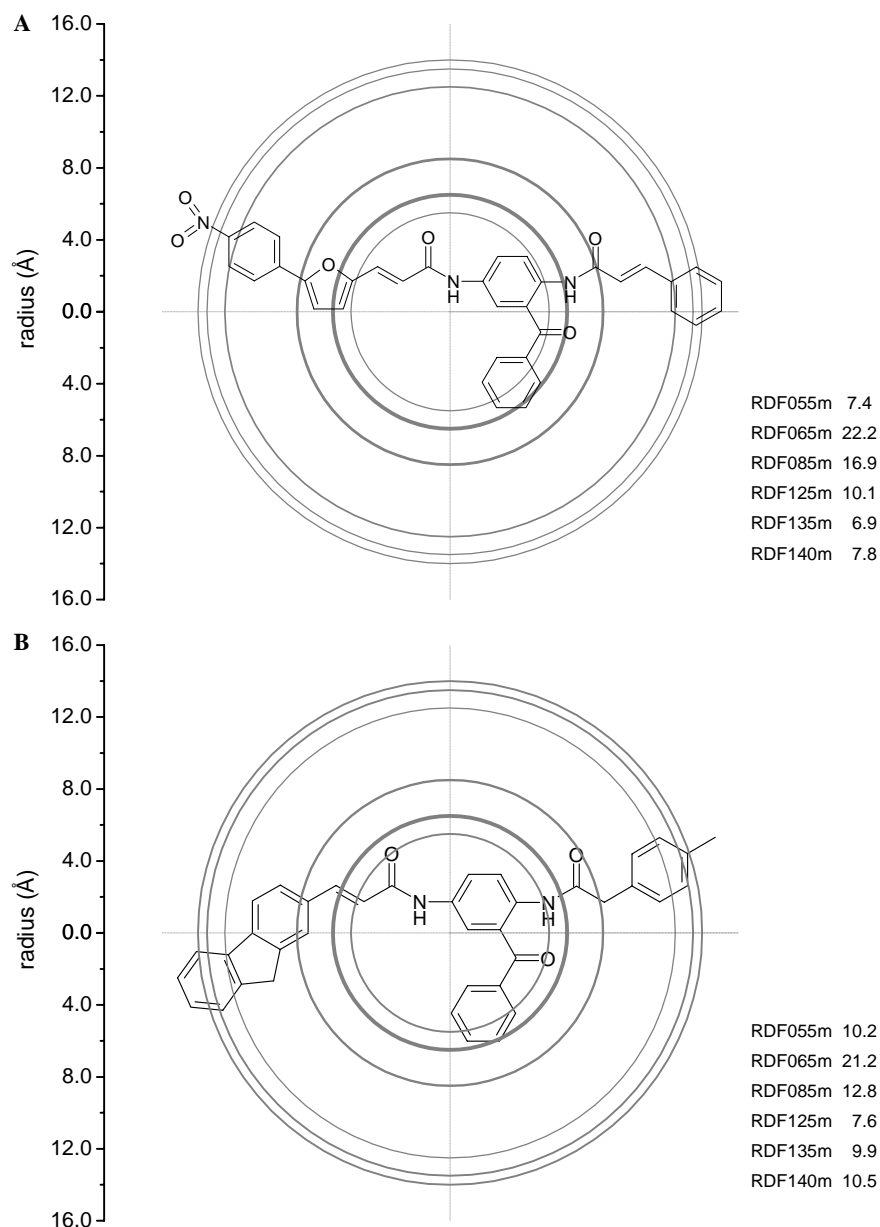 A
16.0
12.0
8.0
4.0
0.0
4.0
8.0
12.0
16.0
radius (Å)
O
N
O
O
O
N
H
O
N
H
O
RDF055m 7.4
RDF065m 22.2
RDF085m 16.9
RDF125m 10.1
RDF135m 6.9
RDF140m 7.8
B
16.0
12.0
8.0
4.0
0.0
4.0
8.0
12.0
16.0
radius (Å)
O
N
H
O
N
H
O
RDF055m 10.2
RDF065m 21.2
RDF085m 12.8
RDF125m 7.6
RDF135m 9.9
RDF140m 10.5